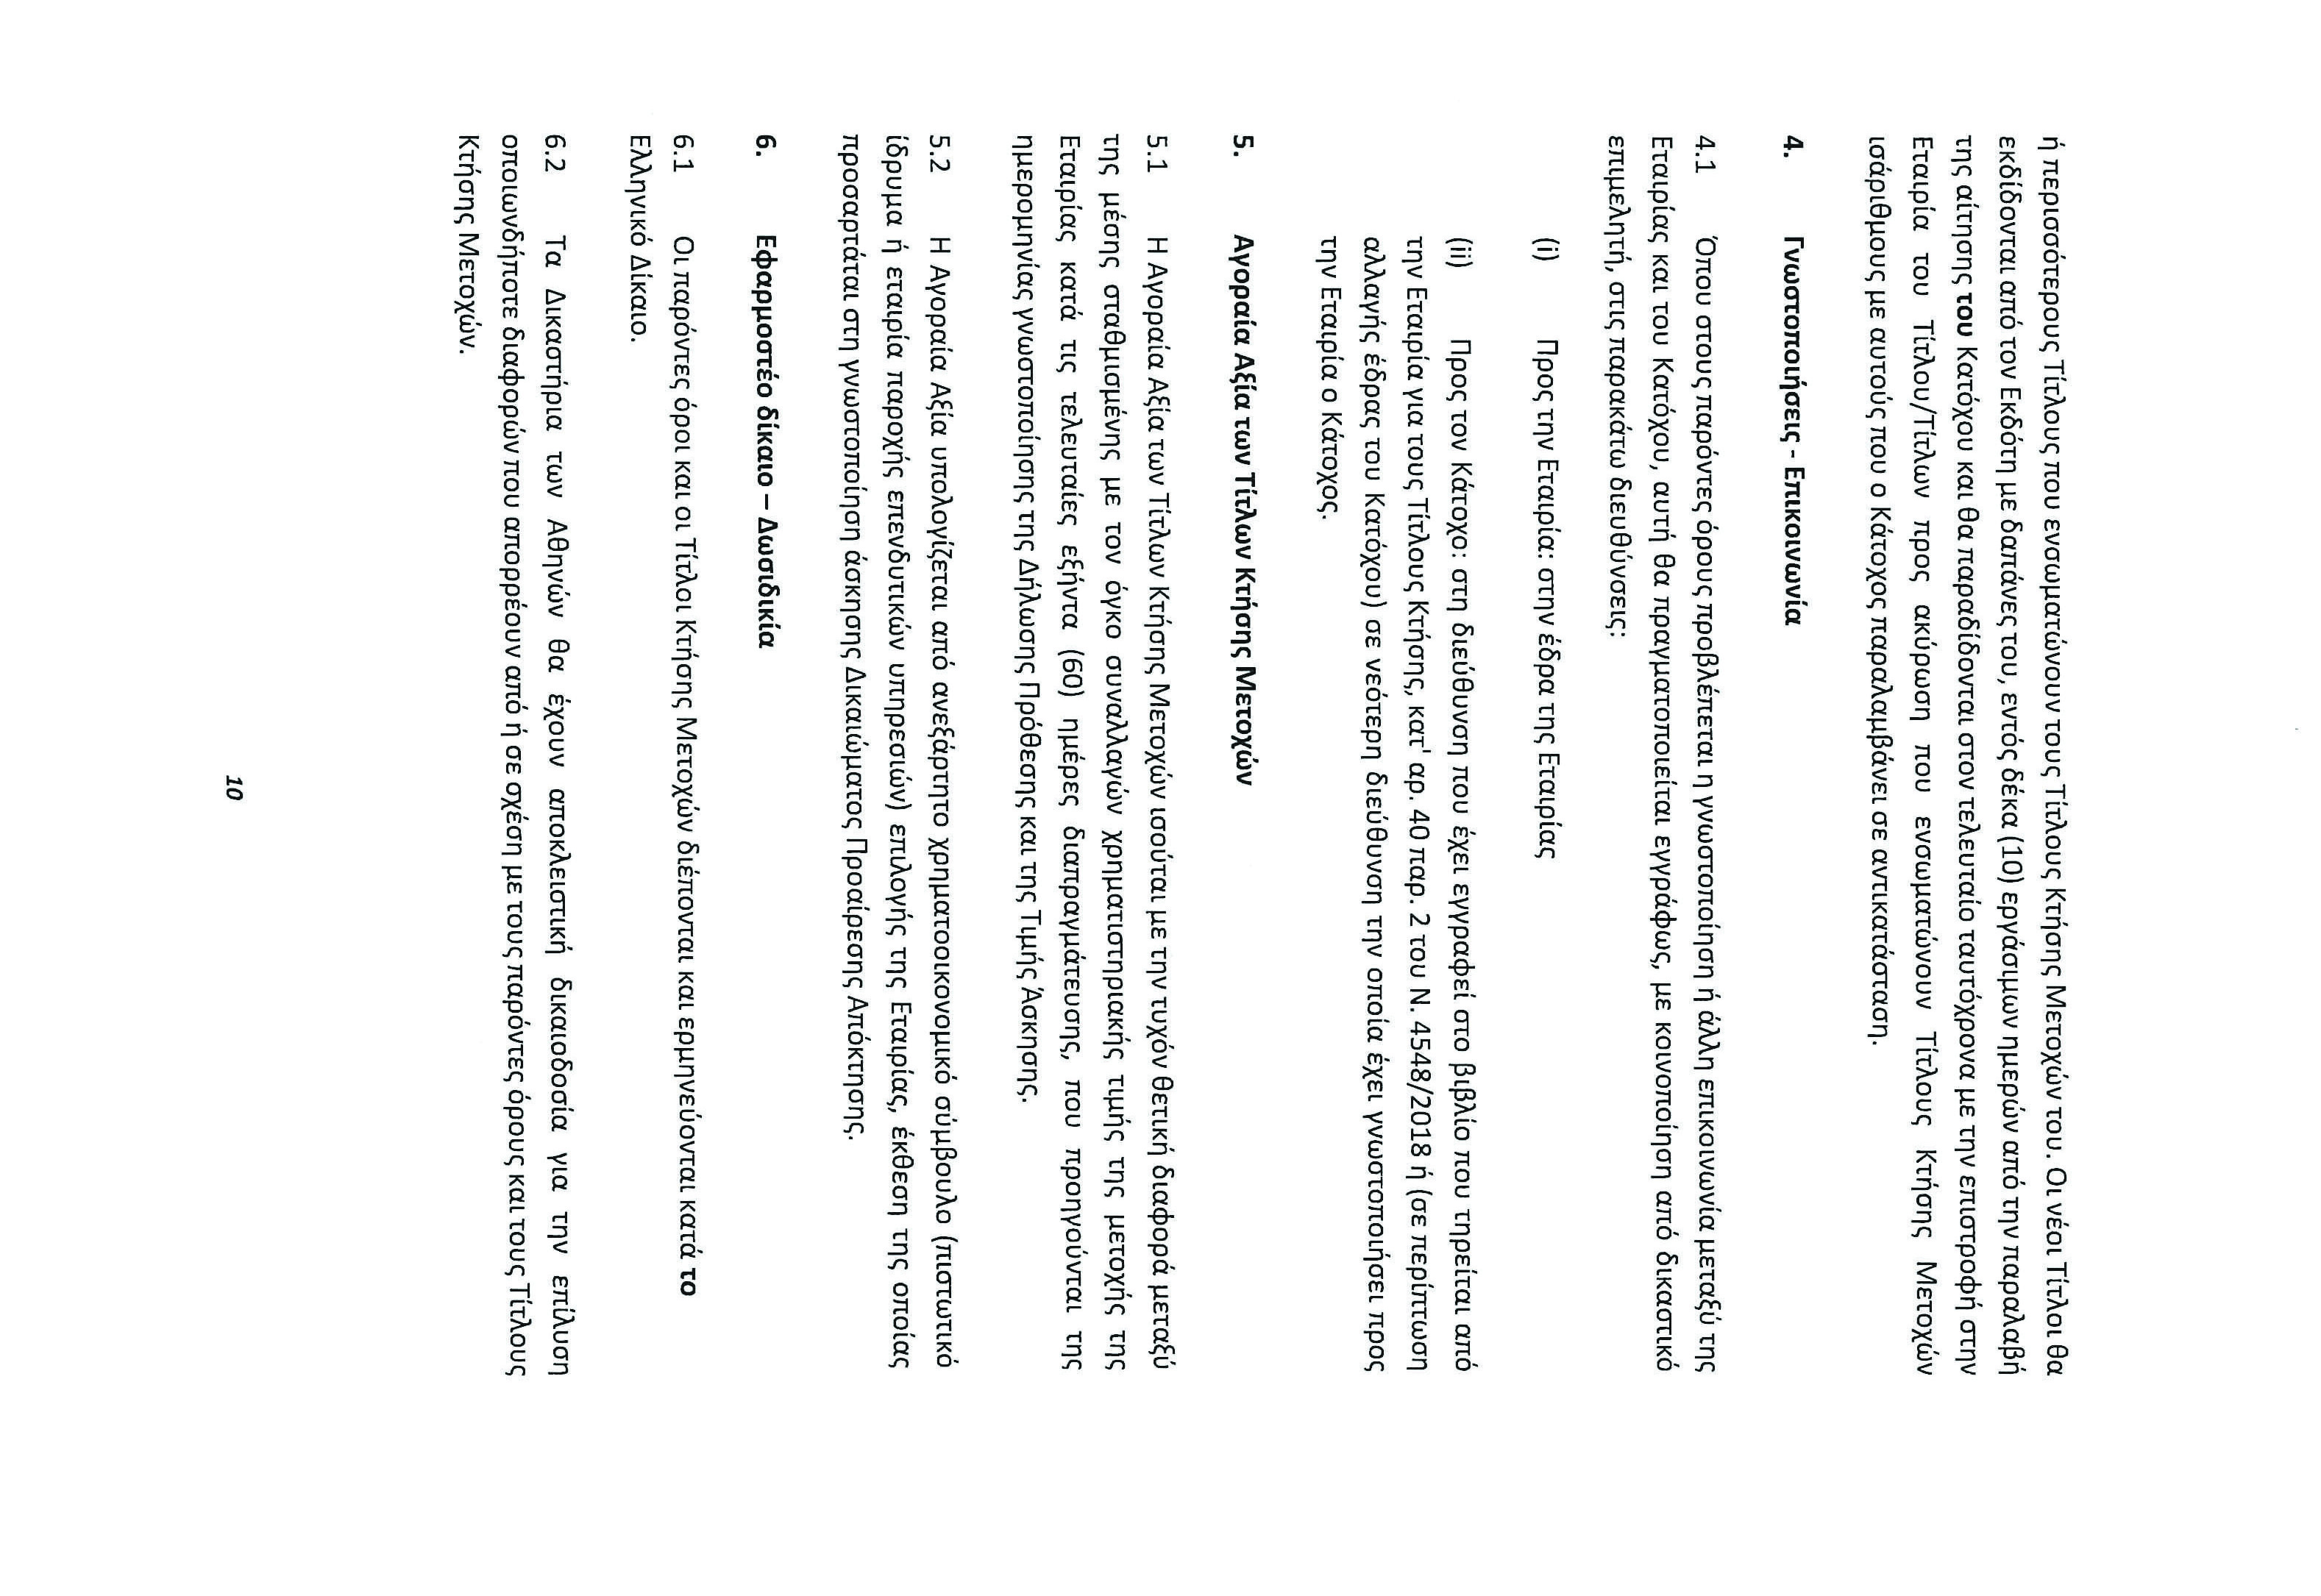 ή περισσότερους Τίτλους που ενσωματώνουν τους Τίτλους Κτήσης Μετοχών του. Οι νέοι Τίτλοι θα
εκδίδονται από τον Εκδότη με δαπάνες του, εντός δέκα (10) εργάσιμων ημερών από την παραλαβή
της αίτησης του Κατόχου και θα παραδίδονται στον τελευταίο ταυτόχρονα με την επιστροφή στην
Εταιρία του Τίτλου/Τίτλων προς ακύρωση που ενσωματώνουν Τίτλους Κτήσης Μετοχών
ισάριθμους με αυτούς που ο Κάτοχος παραλαμβάνει σε αντικατάσταση.
4. Γνωστοποιήσεις - Επικοινωνία
4.1 Όπου στους παρόντες όρους προβλέπεται η γνωστοποίηση ή άλλη επικοινωνία μεταξύ της
Εταιρίας και του Κατόχου, αυτή θα πραγματοποιείται εγγράφως, με κοινοποίηση από δικαστικό
επιμελητή, στις παρακάτω διευθύνσεις:
(i) Προς την Εταιρία: στην έδρα της Εταιρίας
(ii) Προς τον Κάτοχο: στη διεύθυνση που έχει εγγραφεί στο βιβλίο που τηρείται από
την Εταιρία για τους Τίτλους Κτήσης, κατ' αρ. 40 παρ. 2 του Ν. 4548/2018 ή (σε περίπτωση
αλλαγής έδρας του Κατόχου) σε νεότερη διεύθυνση την οποία έχει γνωστοποιήσει προς
την Εταιρία ο Κάτοχος.
5. Αγοραία Αξία των Τίτλων Κτήσης Μετοχών
5.1 Η Αγοραία Αξία των Τίτλων Κτήσης Μετοχών ισούται με την τυχόν θετική διαφορά μεταξύ
της μέσης σταθμισμένης με τον όγκο συναλλαγών χρηματιστηριακής τιμής της μετοχής της
Εταιρίας κατά τις τελευταίες εξήντα (60) ημέρες διαπραγμάτευσης, που προηγούνται της
ημερομηνίας γνωστοποίησης της Δήλωσης Πρόθεσης και της Τιμής Άσκησης.
5.2 Η Αγοραία Αξία υπολογίζεται από ανεξάρτητο χρηματοοικονομικό σύμβουλο (πιστωτικό
ίδρυμα ή εταιρία παροχής επενδυτικών υπηρεσιών) επιλογής της Εταιρίας, έκθεση της οποίας
προσαρτάται στη γνωστοποίηση άσκησης Δικαιώματος Προαίρεσης Απόκτησης.
6. Εφαρμοστέο δίκαιο – Δωσιδικία
6.1 Οι παρόντες όροι και οι Τίτλοι Κτήσης Μετοχών διέπονται και ερμηνεύονται κατά το
Ελληνικό Δίκαιο.
6.2 Τα Δικαστήρια των Αθηνών θα έχουν αποκλειστική δικαιοδοσία για την επίλυση
οποιωνδήποτε διαφορών που απορρέουν από ή σε σχέση με τους παρόντες όρους και τους Τίτλους
Κτήσης Μετοχών.
10